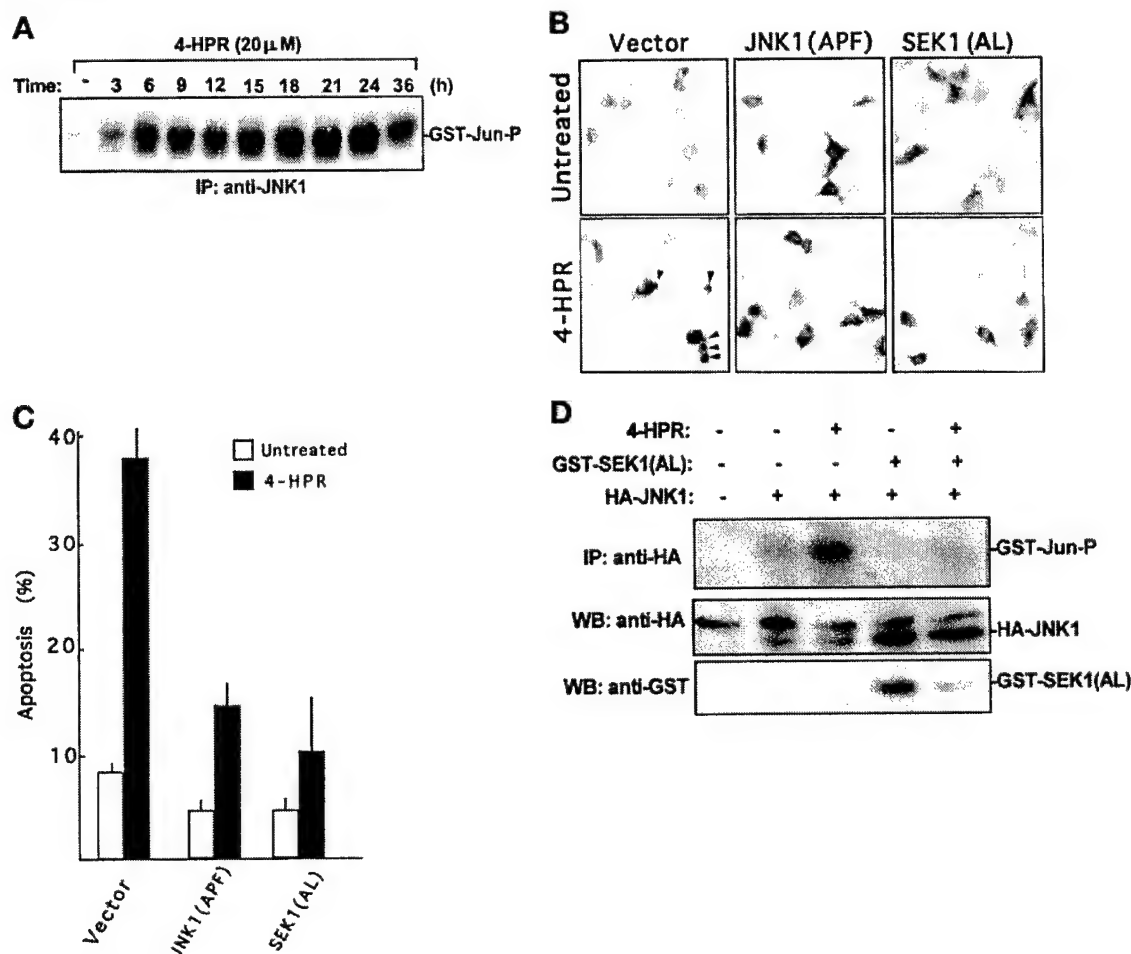 A
4-HPR (20μM)
Time: - 3 6 9 12 15 18 21 24 36 (h)
-GST-Jun-P
IP: anti-JNK1
B
Vector JNK1(APF) SEK1(AL)
Untreated
4-HPR
C
40
30
20
10
Apoptosis (%)
Untreated
4-HPR
Vector
JNK1(APF)
SEK1(AL)
D
4-HPR: - - + - +
GST-SEK1(AL): - - - + +
HA-JNK1: - + + + +
IP: anti-HA
-GST-Jun-P
WB: anti-HA
-HA-JNK1
WB: anti-GST
-GST-SEK1(AL)